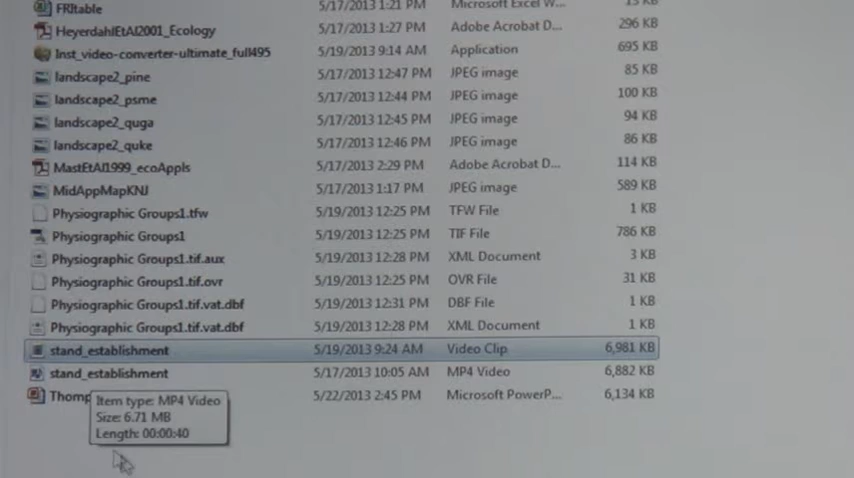 FRItable 5/17/2013 1:21 PM Microsoft Excel W... 13 KB
HeyerdahlEtAl2001_Ecology 5/17/2013 1:27 PM Adobe Acrobat D... 296 KB
Inst_video-converter-ultimate_full495 5/19/2013 9:14 AM Application 695 KB
landscape2_pine 5/17/2013 12:47 PM JPEG image 85 KB
landscape2_psme 5/17/2013 12:44 PM JPEG image 100 KB
landscape2_quga 5/17/2013 12:45 PM JPEG image 94 KB
landscape2_quke 5/17/2013 12:46 PM JPEG image 86 KB
MastEtAl1999_ecoAppls 5/17/2013 2:29 PM Adobe Acrobat D... 114 KB
MidAppMapKNJ 5/17/2013 1:17 PM JPEG image 589 KB
Physiographic Groups1.tfw 5/19/2013 12:25 PM TFW File 1 KB
Physiographic Groups1 5/19/2013 12:25 PM TIF File 786 KB
Physiographic Groups1.tif.aux 5/19/2013 12:28 PM XML Document 3 KB
Physiographic Groups1.tif.ovr 5/19/2013 12:25 PM OVR File 31 KB
Physiographic Groups1.tif.vat.dbf 5/19/2013 12:31 PM DBF File 1 KB
Physiographic Groups1.tif.vat.dbf 5/19/2013 12:28 PM XML Document 1 KB
stand_establishment 5/19/2013 9:24 AM Video Clip 6,981 KB
stand_establishment 5/17/2013 10:05 AM MP4 Video 6,882 KB
Thomp 5/22/2013 2:45 PM Microsoft PowerP... 6,134 KB
Item type: MP4 Video
Size: 6.71 MB
Length: 00:00:40